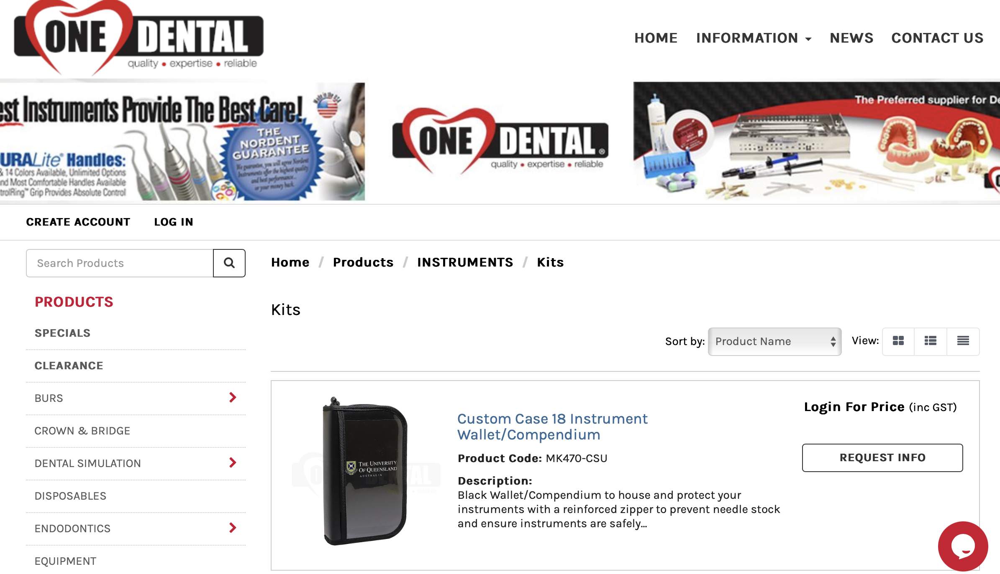 ONE DENTAL
quality • expertise • reliable
HOME INFORMATION NEWS CONTACT US
est Instruments Provide The Best Care!
Made in the USA
THE
NORDENT
GUARANTEE
We guarantee, you will agree Nordent
Instruments offer the highest quality
and best performance...
or your money back.
URALite® Handles:
& 14 Colors Available, Unlimited Options
nd Most Comfortable Handles Available
trolRing™ Grip Provides Absolute Control
ONE DENTAL®
quality • expertise • reliable
The Preferred supplier for De
CREATE ACCOUNT LOG IN
Search Products
Home / Products / INSTRUMENTS / Kits
PRODUCTS
SPECIALS
CLEARANCE
BURS
CROWN & BRIDGE
DENTAL SIMULATION
DISPOSABLES
ENDODONTICS
EQUIPMENT
Kits
Sort by: Product Name View:
THE UNIVERSITY
OF QUEENSLAND
AUSTRALIA
Custom Case 18 Instrument
Wallet/Compendium
Product Code: MK470-CSU
Description:
Black Wallet/Compendium to house and protect your
instruments with a reinforced zipper to prevent needle stock
and ensure instruments are safely...
Login For Price (inc GST)
REQUEST INFO